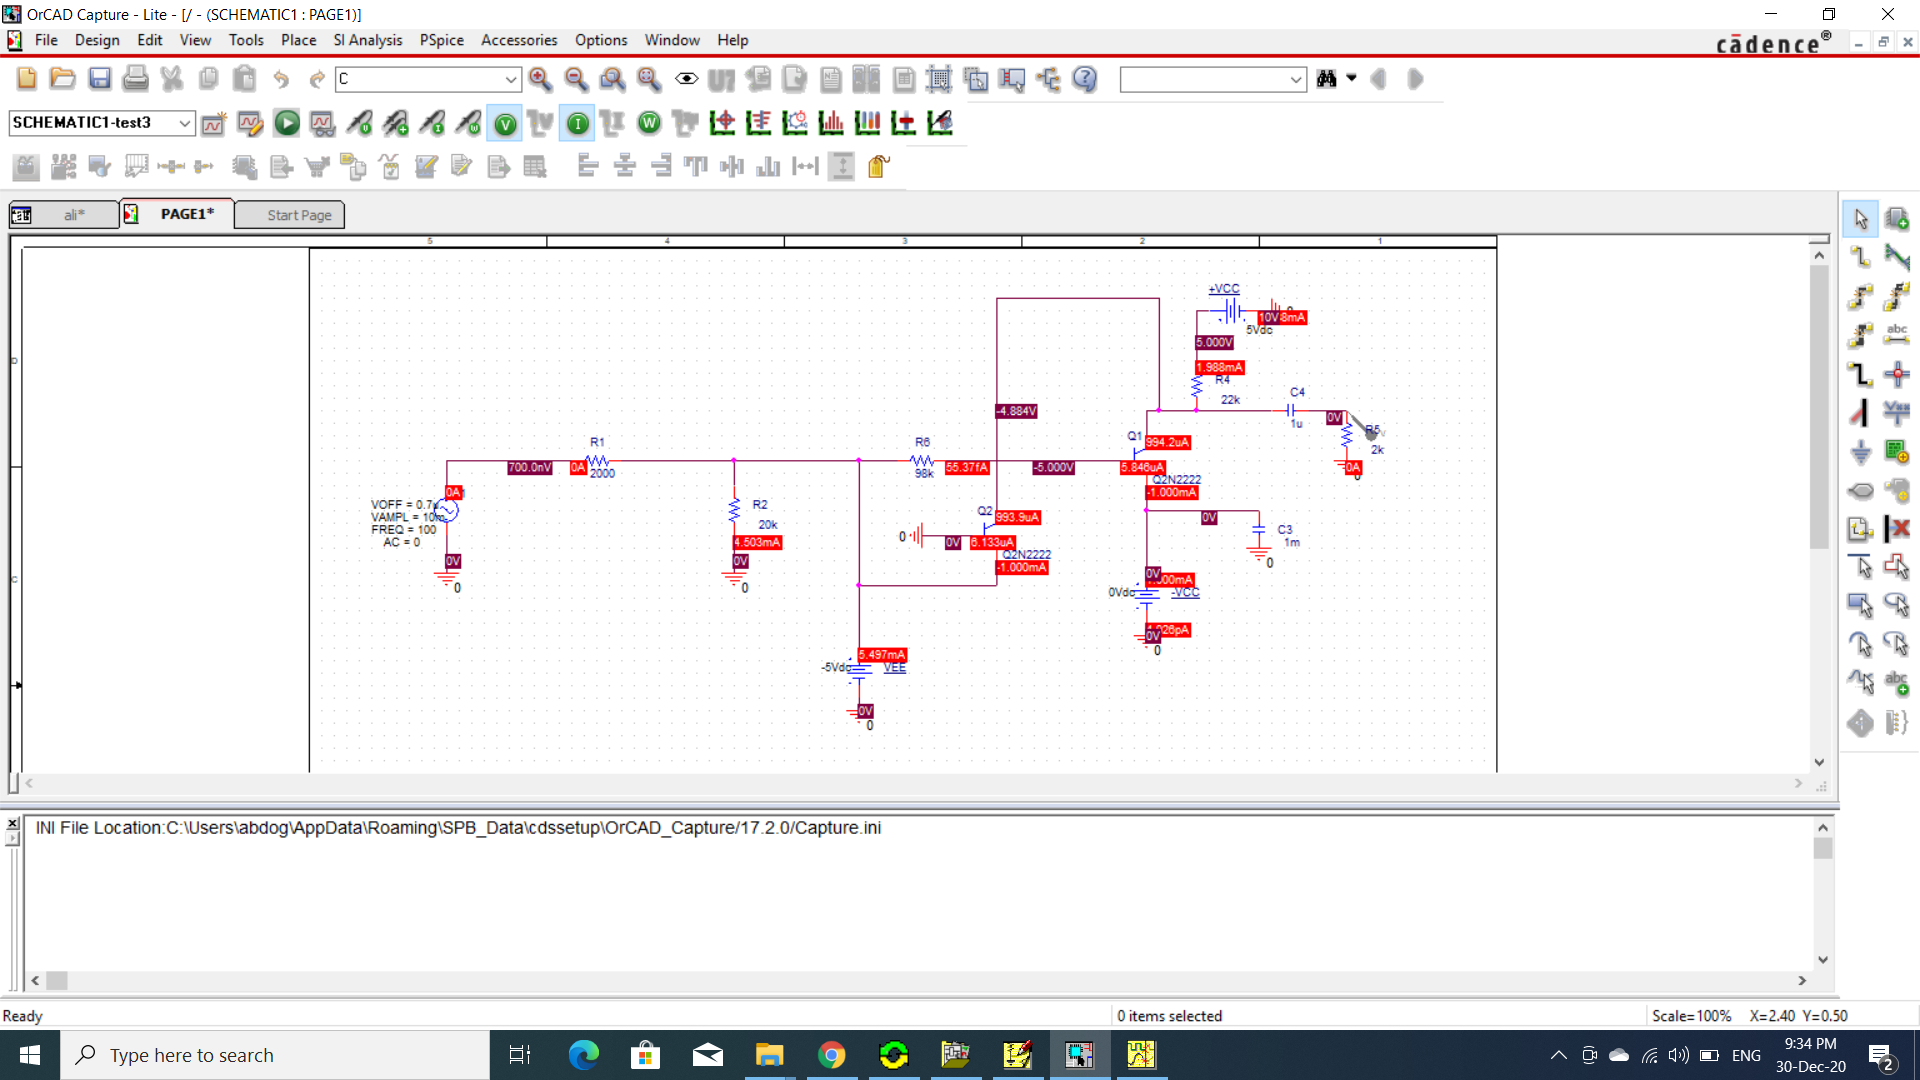 OrCAD Capture - Lite - [/ - (SCHEMATIC1 : PAGE1)]
File Design Edit View Tools Place SI Analysis PSpice Accessories Options Window Help
cādence®
C
U?
SCHEMATIC1-test3
V I W
ali* PAGE1* Start Page
5 4 3 2 1
D
C
+VCC
0
10V
8mA
5Vdc
5.000V
1.988mA
R4
22k
C4
1u
0V
R5
2k
0A
0
-4.884V
Q1
994.2uA
5.846uA
Q2N2222
-1.000mA
R1
700.0nV
0A
2000
R6
98k
55.37fA
-5.000V
0A
VOFF = 0.7
VAMPL = 10m
FREQ = 100
AC = 0
0V
0
R2
20k
4.503mA
0V
0
Q2
993.9uA
0
0V
6.133uA
Q2N2222
-1.000mA
0V
C3
1m
0
0V
000mA
0Vdc
-VCC
026pA
0V
0
5.497mA
-5Vdc
VEE
0V
0
INI File Location:C:\Users\abdog\AppData\Roaming\SPB_Data\cdssetup\OrCAD_Capture/17.2.0/Capture.ini
Ready
0 items selected
Scale=100% X=2.40 Y=0.50
Type here to search
ENG
9:34 PM
30-Dec-20
2